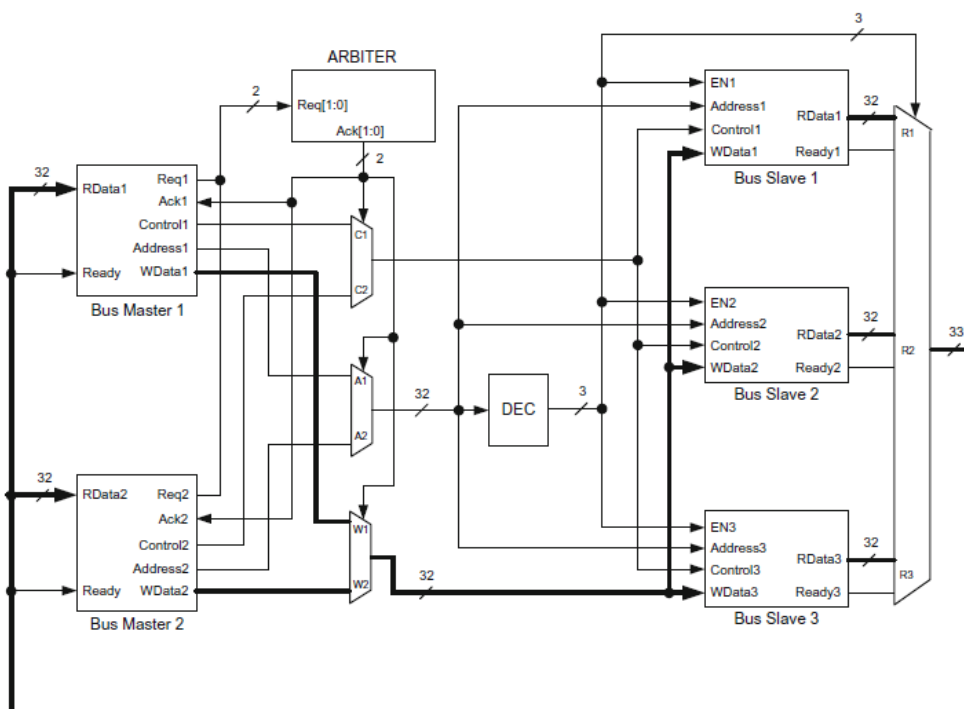 ARBITER
2
Req[1:0]
Ack[1:0]
2
32
RData1
Req1
Ack1
Control1
Address1
Ready
WData1
Bus Master 1
C1
C2
A1
A2
32
DEC
3
32
RData2
Req2
Ack2
Control2
Address2
Ready
WData2
Bus Master 2
W1
W2
32
3
EN1
Address1
Control1
WData1
RData1
Ready1
32
Bus Slave 1
EN2
Address2
Control2
WData2
RData2
Ready2
32
Bus Slave 2
EN3
Address3
Control3
WData3
RData3
Ready3
32
Bus Slave 3
R1
R2
R3
33